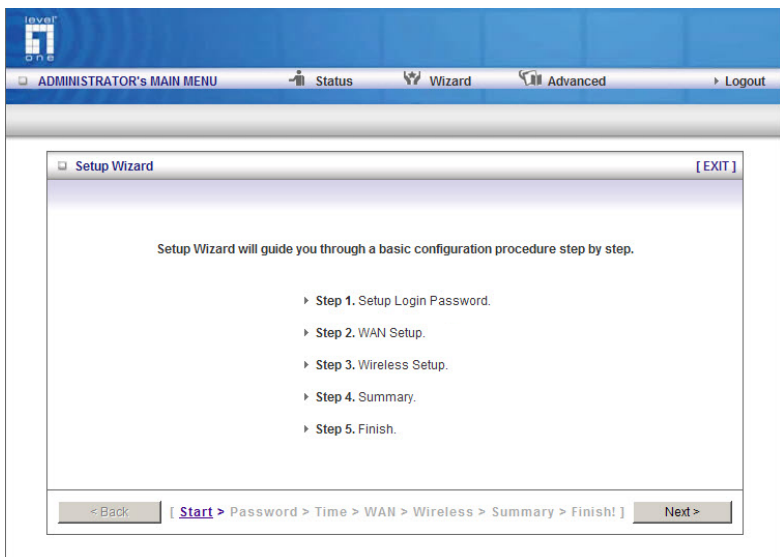 level
one
ADMINISTRATOR's MAIN MENU Status Wizard Advanced Logout
Setup Wizard [ EXIT ]
Setup Wizard will guide you through a basic configuration procedure step by step.
Step 1. Setup Login Password.
Step 2. WAN Setup.
Step 3. Wireless Setup.
Step 4. Summary.
Step 5. Finish.
< Back [ Start > Password > Time > WAN > Wireless > Summary > Finish! ] Next >